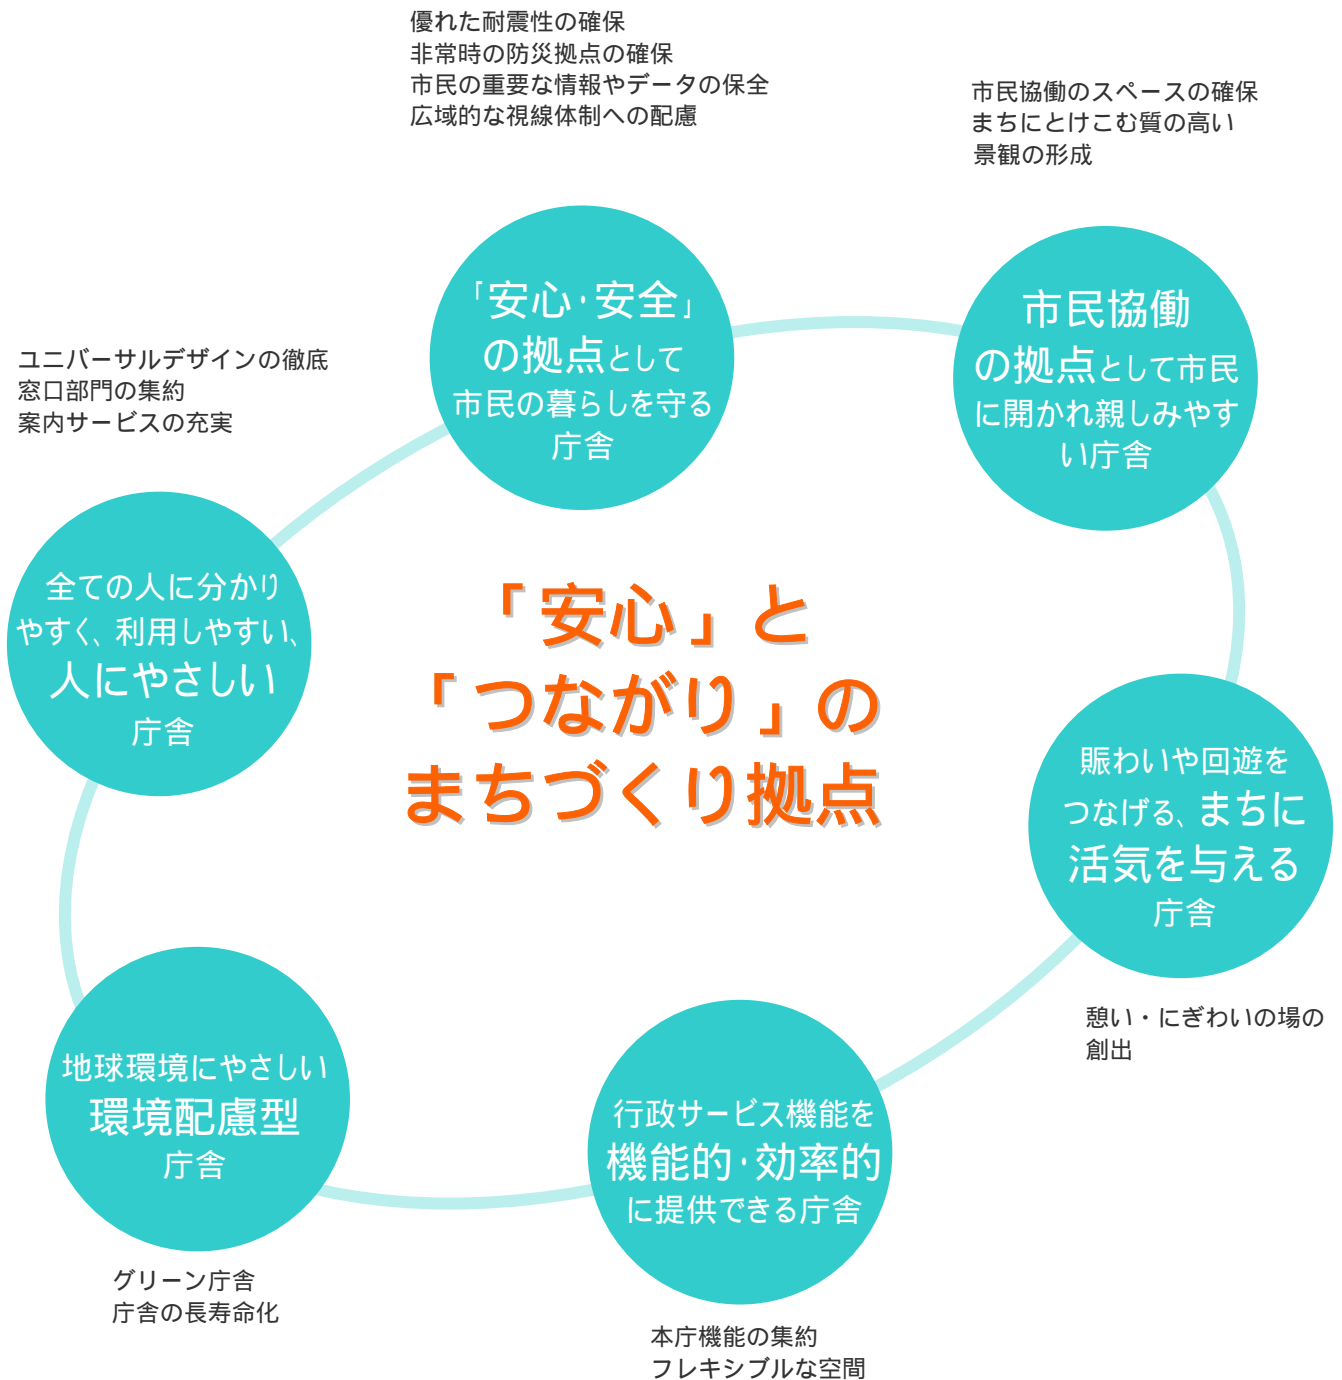 優れた耐震性の確保
非常時の防災拠点の確保
市民の重要な情報やデータの保全
広域的な視線体制への配慮
市民協働のスペースの確保
まちにとけこむ質の高い
景観の形成
「安心・安全」
の拠点として
市民の暮らしを守る
庁舎
市民協働
の拠点として市民
に開かれ親しみやす
い庁舎
ユニバーサルデザインの徹底
窓口部門の集約
案内サービスの充実
全ての人に分かり
やすく、利用しやすい、
人にやさしい
庁舎
「安心」と
「つながり」の
まちづくり拠点
賑わいや回遊を
つなげる、まちに
活気を与える
庁舎
憩い・にぎわいの場の
創出
地球環境にやさしい
環境配慮型
庁舎
グリーン庁舎
庁舎の長寿命化
行政サービス機能を
機能的・効率的
に提供できる庁舎
本庁機能の集約
フレキシブルな空間